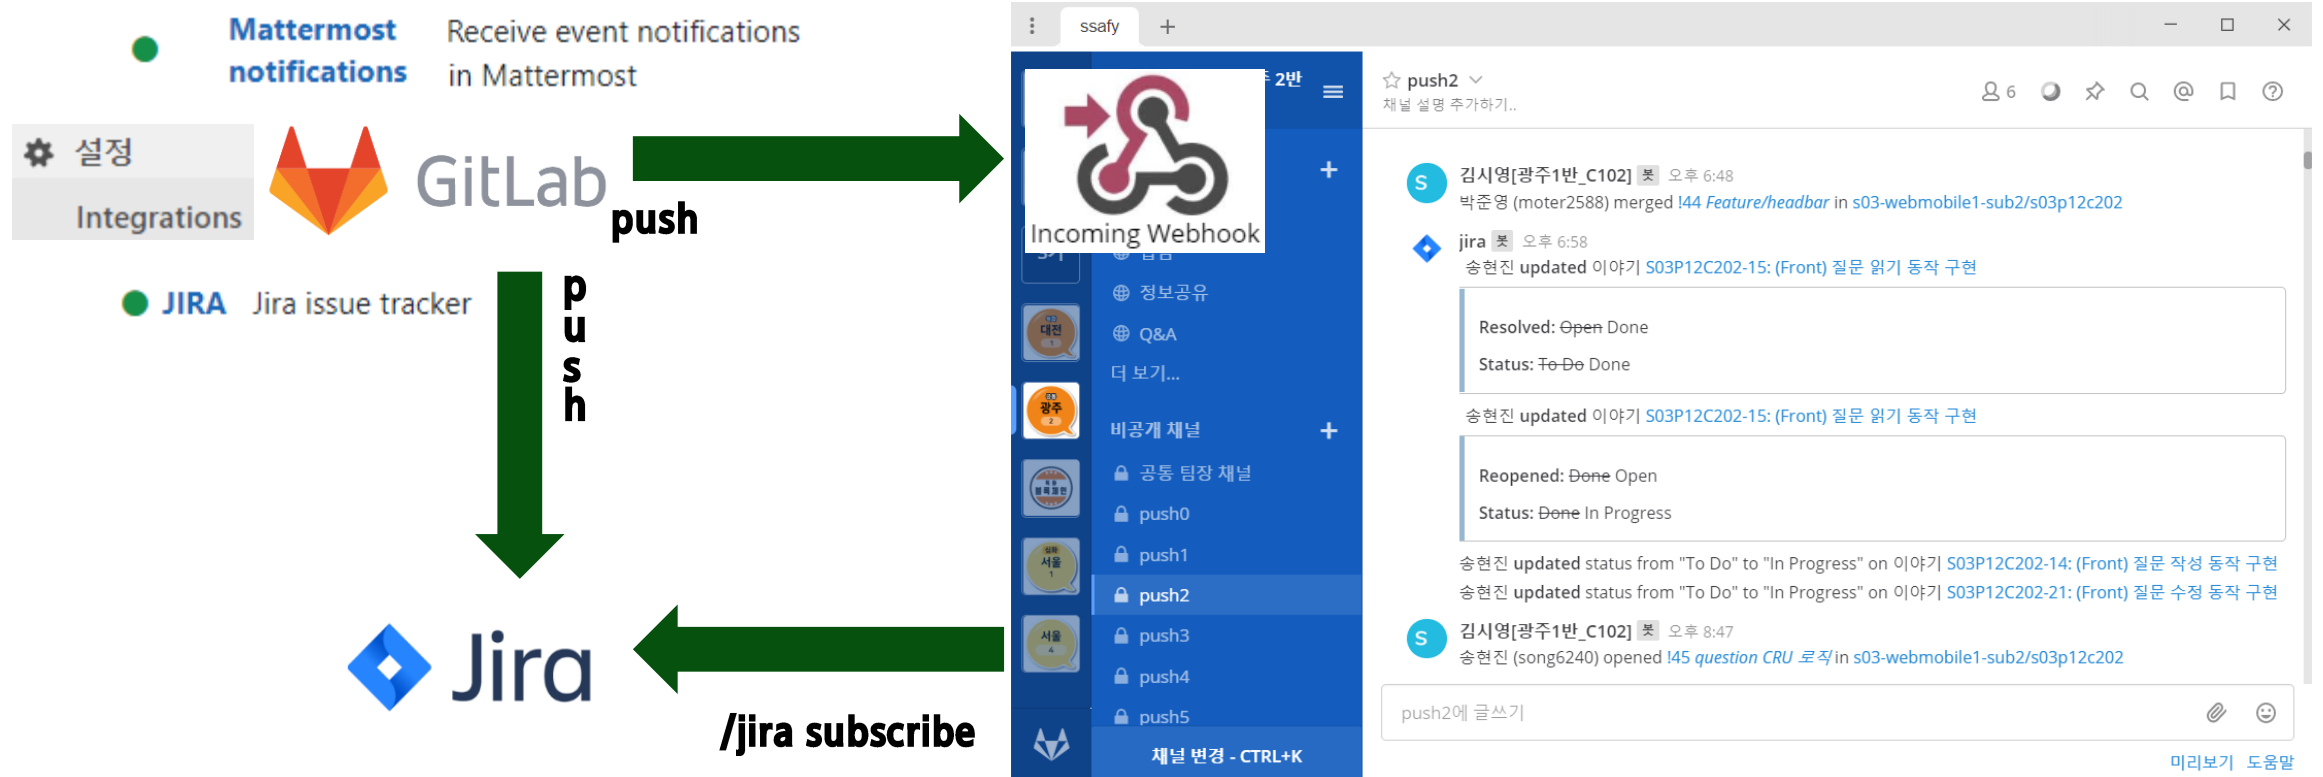 Mattermost notifications
Receive event notifications in Mattermost
설정
Integrations
GitLab
push
JIRA Jira issue tracker
push
Jira
/jira subscribe
ssafy
2반
Incoming Webhook
정보공유
Q&A
더 보기...
비공개 채널
공통 팀장 채널
push0
push1
push2
push3
push4
push5
채널 변경 - CTRL+K
대전
1
광주
2
서울
1
서울
4
push2
채널 설명 추가하기..
6
김시영[광주1반_C102] 봇 오후 6:48
박준영 (moter2588) merged !44 Feature/headbar in s03-webmobile1-sub2/s03p12c202
jira 봇 오후 6:58
송현진 updated 이야기 S03P12C202-15: (Front) 질문 읽기 동작 구현
Resolved: Open Done
Status: To Do Done
송현진 updated 이야기 S03P12C202-15: (Front) 질문 읽기 동작 구현
Reopened: Done Open
Status: Done In Progress
송현진 updated status from "To Do" to "In Progress" on 이야기 S03P12C202-14: (Front) 질문 작성 동작 구현
송현진 updated status from "To Do" to "In Progress" on 이야기 S03P12C202-21: (Front) 질문 수정 동작 구현
김시영[광주1반_C102] 봇 오후 8:47
송현진 (song6240) opened !45 question CRU 로직 in s03-webmobile1-sub2/s03p12c202
push2에 글쓰기
미리보기 도움말